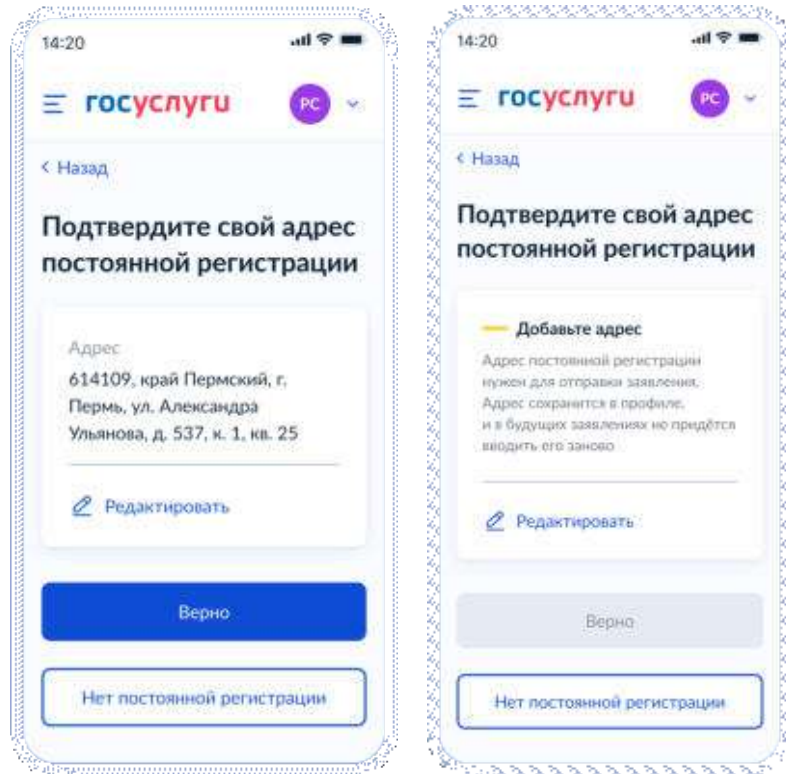 14:20
госуслуги
РС
Назад
Подтвердите свой адрес
постоянной регистрации
Адрес
614109, край Пермский, г.
Пермь, ул. Александра
Ульянова, д. 537, к. 1, кв. 25
Редактировать
Верно
Нет постоянной регистрации
14:20
госуслуги
РС
Назад
Подтвердите свой адрес
постоянной регистрации
Добавьте адрес
Адрес постоянной регистрации
нужен для отправки заявления.
Адрес сохранится в профиле,
и в будущих заявлениях не придётся
вводить его заново
Редактировать
Верно
Нет постоянной регистрации